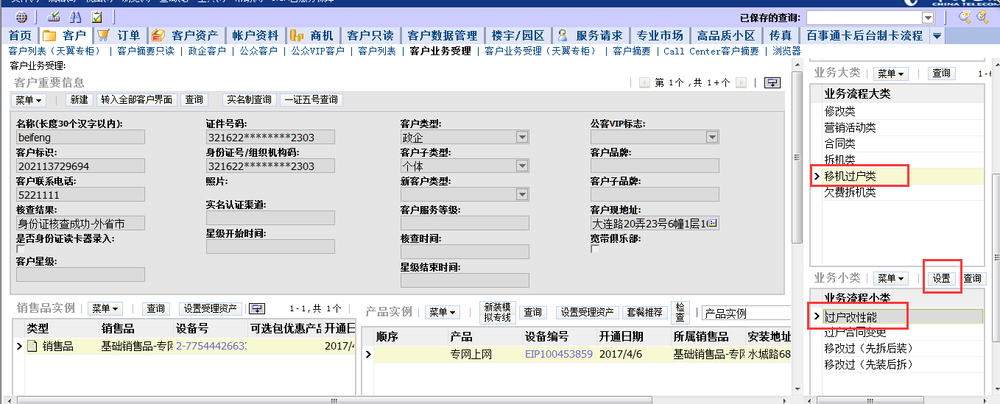 CHINA TELECOM
已保存的查询:
首页 客户 订单 客户资产 帐户资料 商机 客户只读 客户数据管理 楼宇/园区 服务请求 专业市场 高品质小区 传真 百事通卡后台制卡流程
客户列表（天翼专柜） | 客户摘要只读 | 政企客户 | 公众客户 | 公众VIP客户 | 客户列表 | 客户业务受理 | 客户业务受理（天翼专柜） | 客户摘要 | Call Center客户摘要 | 浏览器
客户业务受理:
客户重要信息
第 1个 ,共 1+个
菜单 新建 转入全部客户界面 查询 实名制查询 一证五号查询
名称(长度30个汉字以内): 证件号码: 客户类型: 公客VIP标志:
beifeng 321622********2303 政企
客户标识: 身份证号/组织机构码: 客户子类型: 客户品牌:
202113729694 321622********2303 个体
客户联系电话: 照片: 新客户类型: 客户子品牌:
5221111
核查结果: 实名认证渠道: 客户服务等级: 客户现地址:
身份证核查成功-外省市 大连路20弄23号6幢1层10
是否身份证读卡器录入: 星级开始时间: 核查时间: 宽带俱乐部:
客户星级: 星级结束时间:
销售品实例 菜单 查询 设置受理资产 1-1,共 1个
类型 销售品 设备号 可选包优惠产品 开通日
销售品 基础销售品-专网 2-7754442663 2017/4
产品实例 菜单 新装模拟专线 查询 设置受理资产 套餐推荐 检查 产品实例
顺序 产品 设备编号 开通日期 所属销售品 安装地址
专网上网 EIP100453859 2017/4/6 基础销售品-专网 水城路68
业务大类 菜单 查询 1-6
业务流程大类
修改类
营销活动类
合同类
拆机类
移机过户类
欠费拆机类
业务小类 菜单 设置 查询
业务流程小类
过户改性能
过户合同变更
移改过（先拆后装）
移改过（先装后拆）